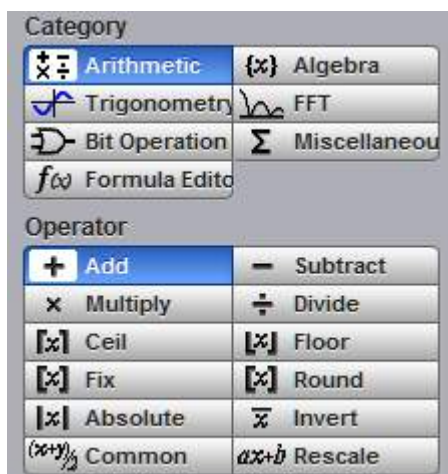 Category
Arithmetic {x} Algebra
Trigonometry FFT
Bit Operation Σ Miscellaneou
f(x) Formula Edito
Operator
+ Add − Subtract
× Multiply ÷ Divide
⌈x⌉ Ceil ⌊x⌋ Floor
[x] Fix [x] Round
|x| Absolute x̅ Invert
(x+y)/2 Common ax+b Rescale